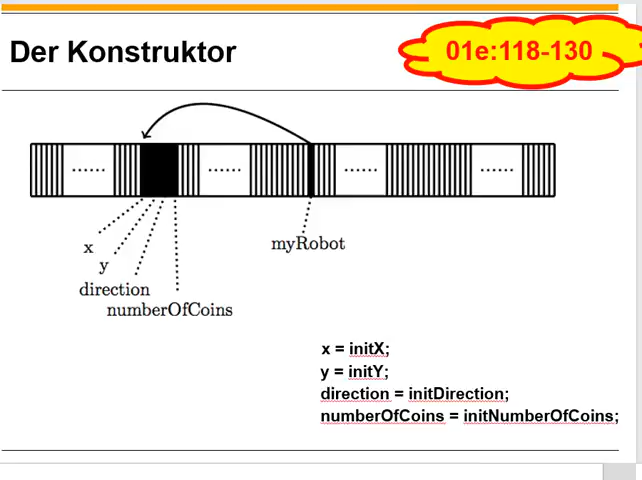 Der Konstruktor
01e:118-130
......
......
......
......
x
y
direction
numberOfCoins
myRobot
x = initX;
y = initY;
direction = initDirection;
numberOfCoins = initNumberOfCoins;